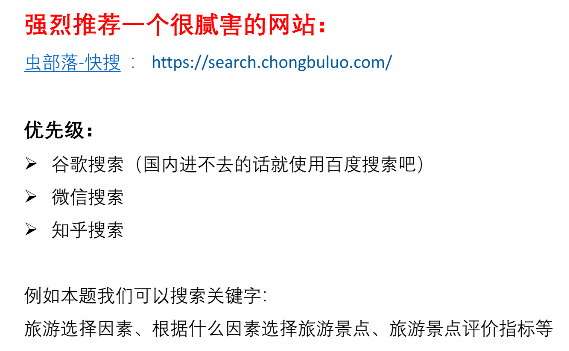 强烈推荐一个很腻害的网站：
虫部落-快搜 ： https://search.chongbuluo.com/
优先级：
➢ 谷歌搜索（国内进不去的话就使用百度搜索吧）
➢ 微信搜索
➢ 知乎搜索
例如本题我们可以搜索关键字：
旅游选择因素、根据什么因素选择旅游景点、旅游景点评价指标等